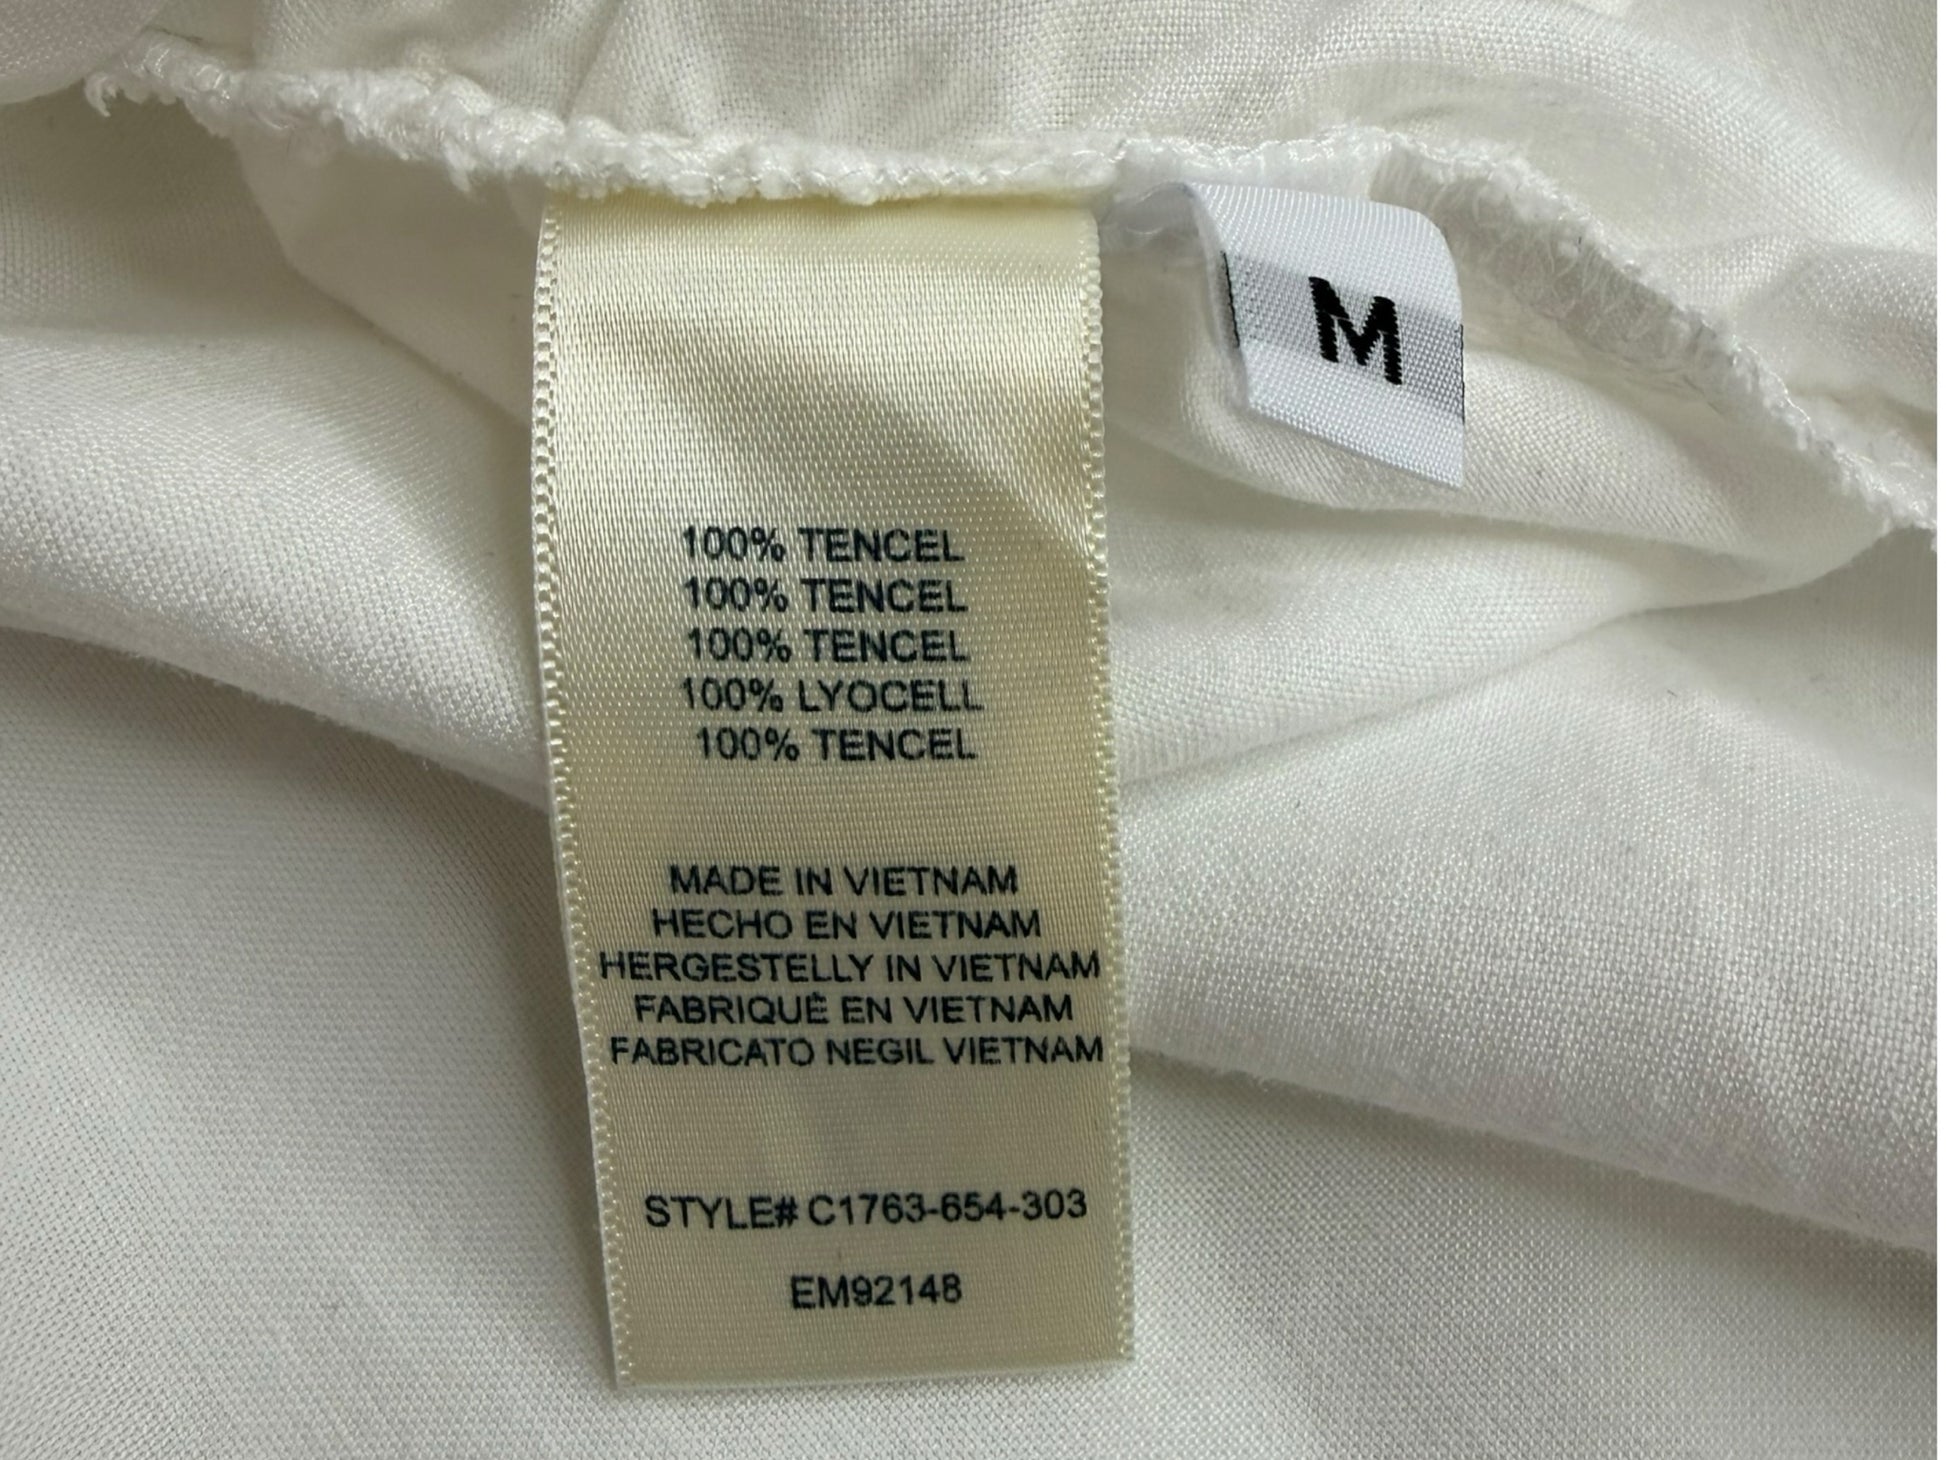 M
100% TENCEL
100% TENCEL
100% TENCEL
100% LYOCELL
100% TENCEL
MADE IN VIETNAM
HECHO EN VIETNAM
HERGESTELLY IN VIETNAM
FABRIQUÉ EN VIETNAM
FABRICATO NEGIL VIETNAM
STYLE# C1763-654-303
EM92148